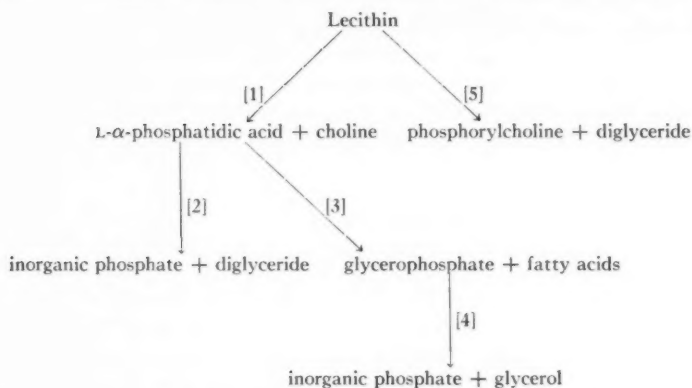 Lecithin
[1] [5]
L-α-phosphatidic acid + choline phosphorylcholine + diglyceride
[2] [3]
inorganic phosphate + diglyceride glycerophosphate + fatty acids
[4]
inorganic phosphate + glycerol